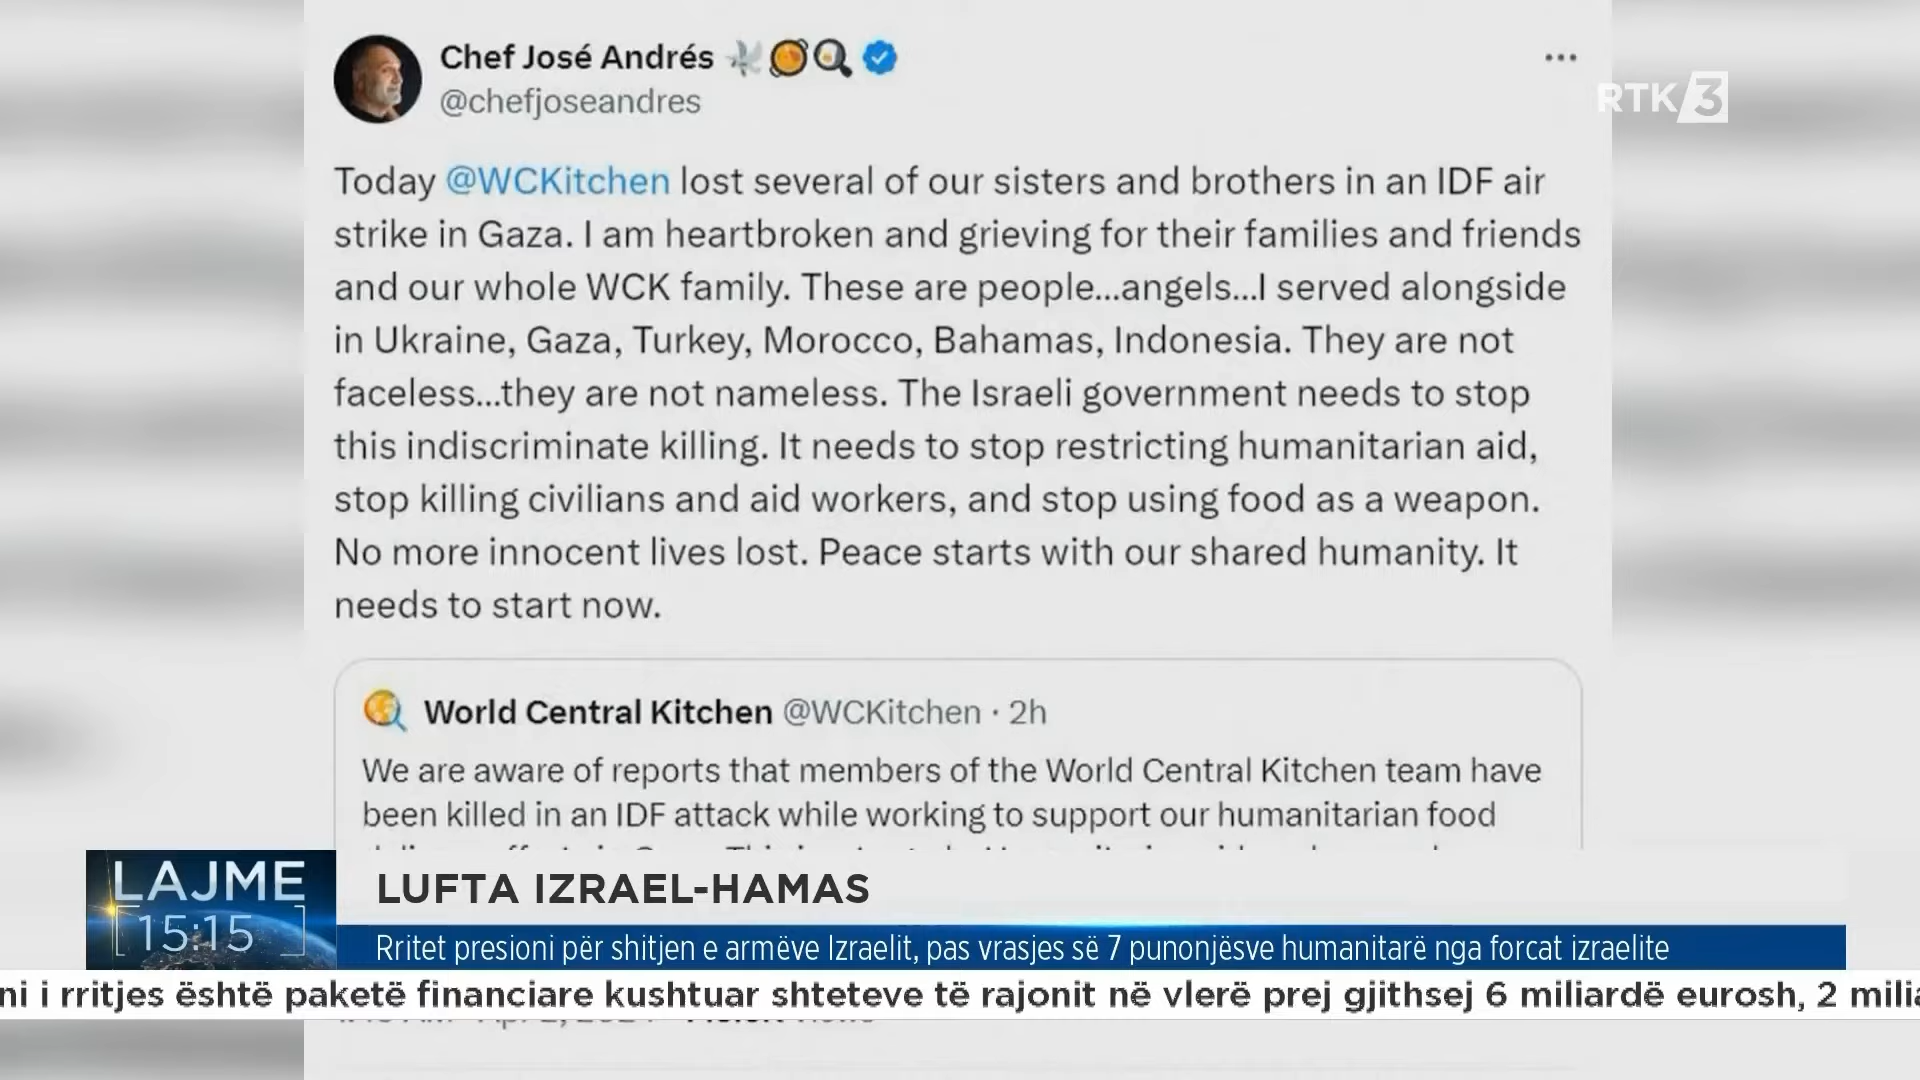 Chef José Andrés
@chefjoseandres
RTK 3
Today @WCKitchen lost several of our sisters and brothers in an IDF air
strike in Gaza. I am heartbroken and grieving for their families and friends
and our whole WCK family. These are people...angels...I served alongside
in Ukraine, Gaza, Turkey, Morocco, Bahamas, Indonesia. They are not
faceless...they are not nameless. The Israeli government needs to stop
this indiscriminate killing. It needs to stop restricting humanitarian aid,
stop killing civilians and aid workers, and stop using food as a weapon.
No more innocent lives lost. Peace starts with our shared humanity. It
needs to start now.
World Central Kitchen @WCKitchen · 2h
We are aware of reports that members of the World Central Kitchen team have
been killed in an IDF attack while working to support our humanitarian food
LAJME
15:15
LUFTA IZRAEL-HAMAS
Rritet presioni për shitjen e armëve Izraelit, pas vrasjes së 7 punonjësve humanitarë nga forcat izraelite
i rritjes është paketë financiare kushtuar shteteve të rajonit në vlerë prej gjithsej 6 miliardë eurosh, 2